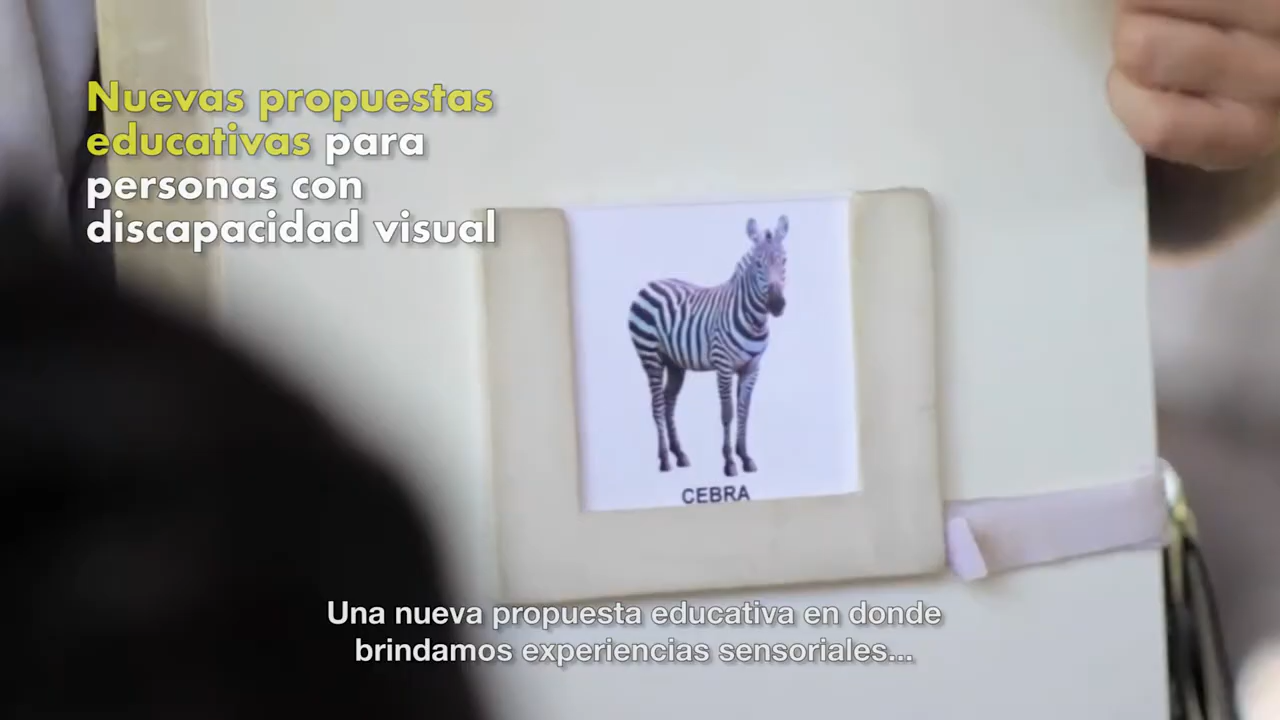 Nuevas propuestas
educativas para
personas con
discapacidad visual
CEBRA
Una nueva propuesta educativa en donde
brindamos experiencias sensoriales...